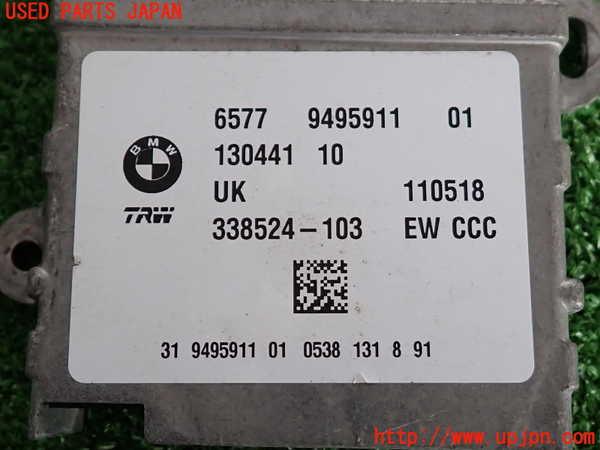 USED PARTS JAPAN
6577 9495911 01
BMW
130441 10
UK 110518
TRW
338524-103 EW CCC
31 9495911 01 0538 131 8 91
http://www.upjpn.com